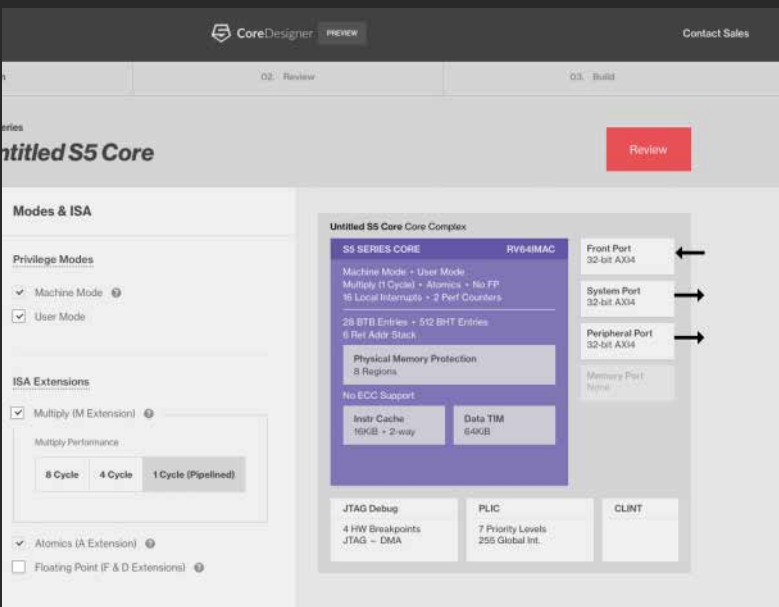 CoreDesigner PREVIEW
Contact Sales
02. Review
03. Build
eries
ntitled S5 Core
Review
Modes & ISA
Privilege Modes
Machine Mode
User Mode
ISA Extensions
Multiply (M Extension)
Multiply Performance
8 Cycle 4 Cycle 1 Cycle (Pipelined)
Atomics (A Extension)
Floating Point (F & D Extensions)
Untitled S5 Core Core Complex
S5 SERIES CORE RV64IMAC
Machine Mode • User Mode
Multiply (1 Cycle) • Atomics • No FP
16 Local Interrupts • 2 Perf Counters
28 BTB Entries • 512 BHT Entries
6 Ret Addr Stack
Physical Memory Protection
8 Regions
No ECC Support
Instr Cache
16KiB • 2-way
Data TIM
64KiB
Front Port
32-bit AXI4
System Port
32-bit AXI4
Peripheral Port
32-bit AXI4
Memory Port
None
JTAG Debug
4 HW Breakpoints
JTAG – DMA
PLIC
7 Priority Levels
255 Global Int.
CLINT